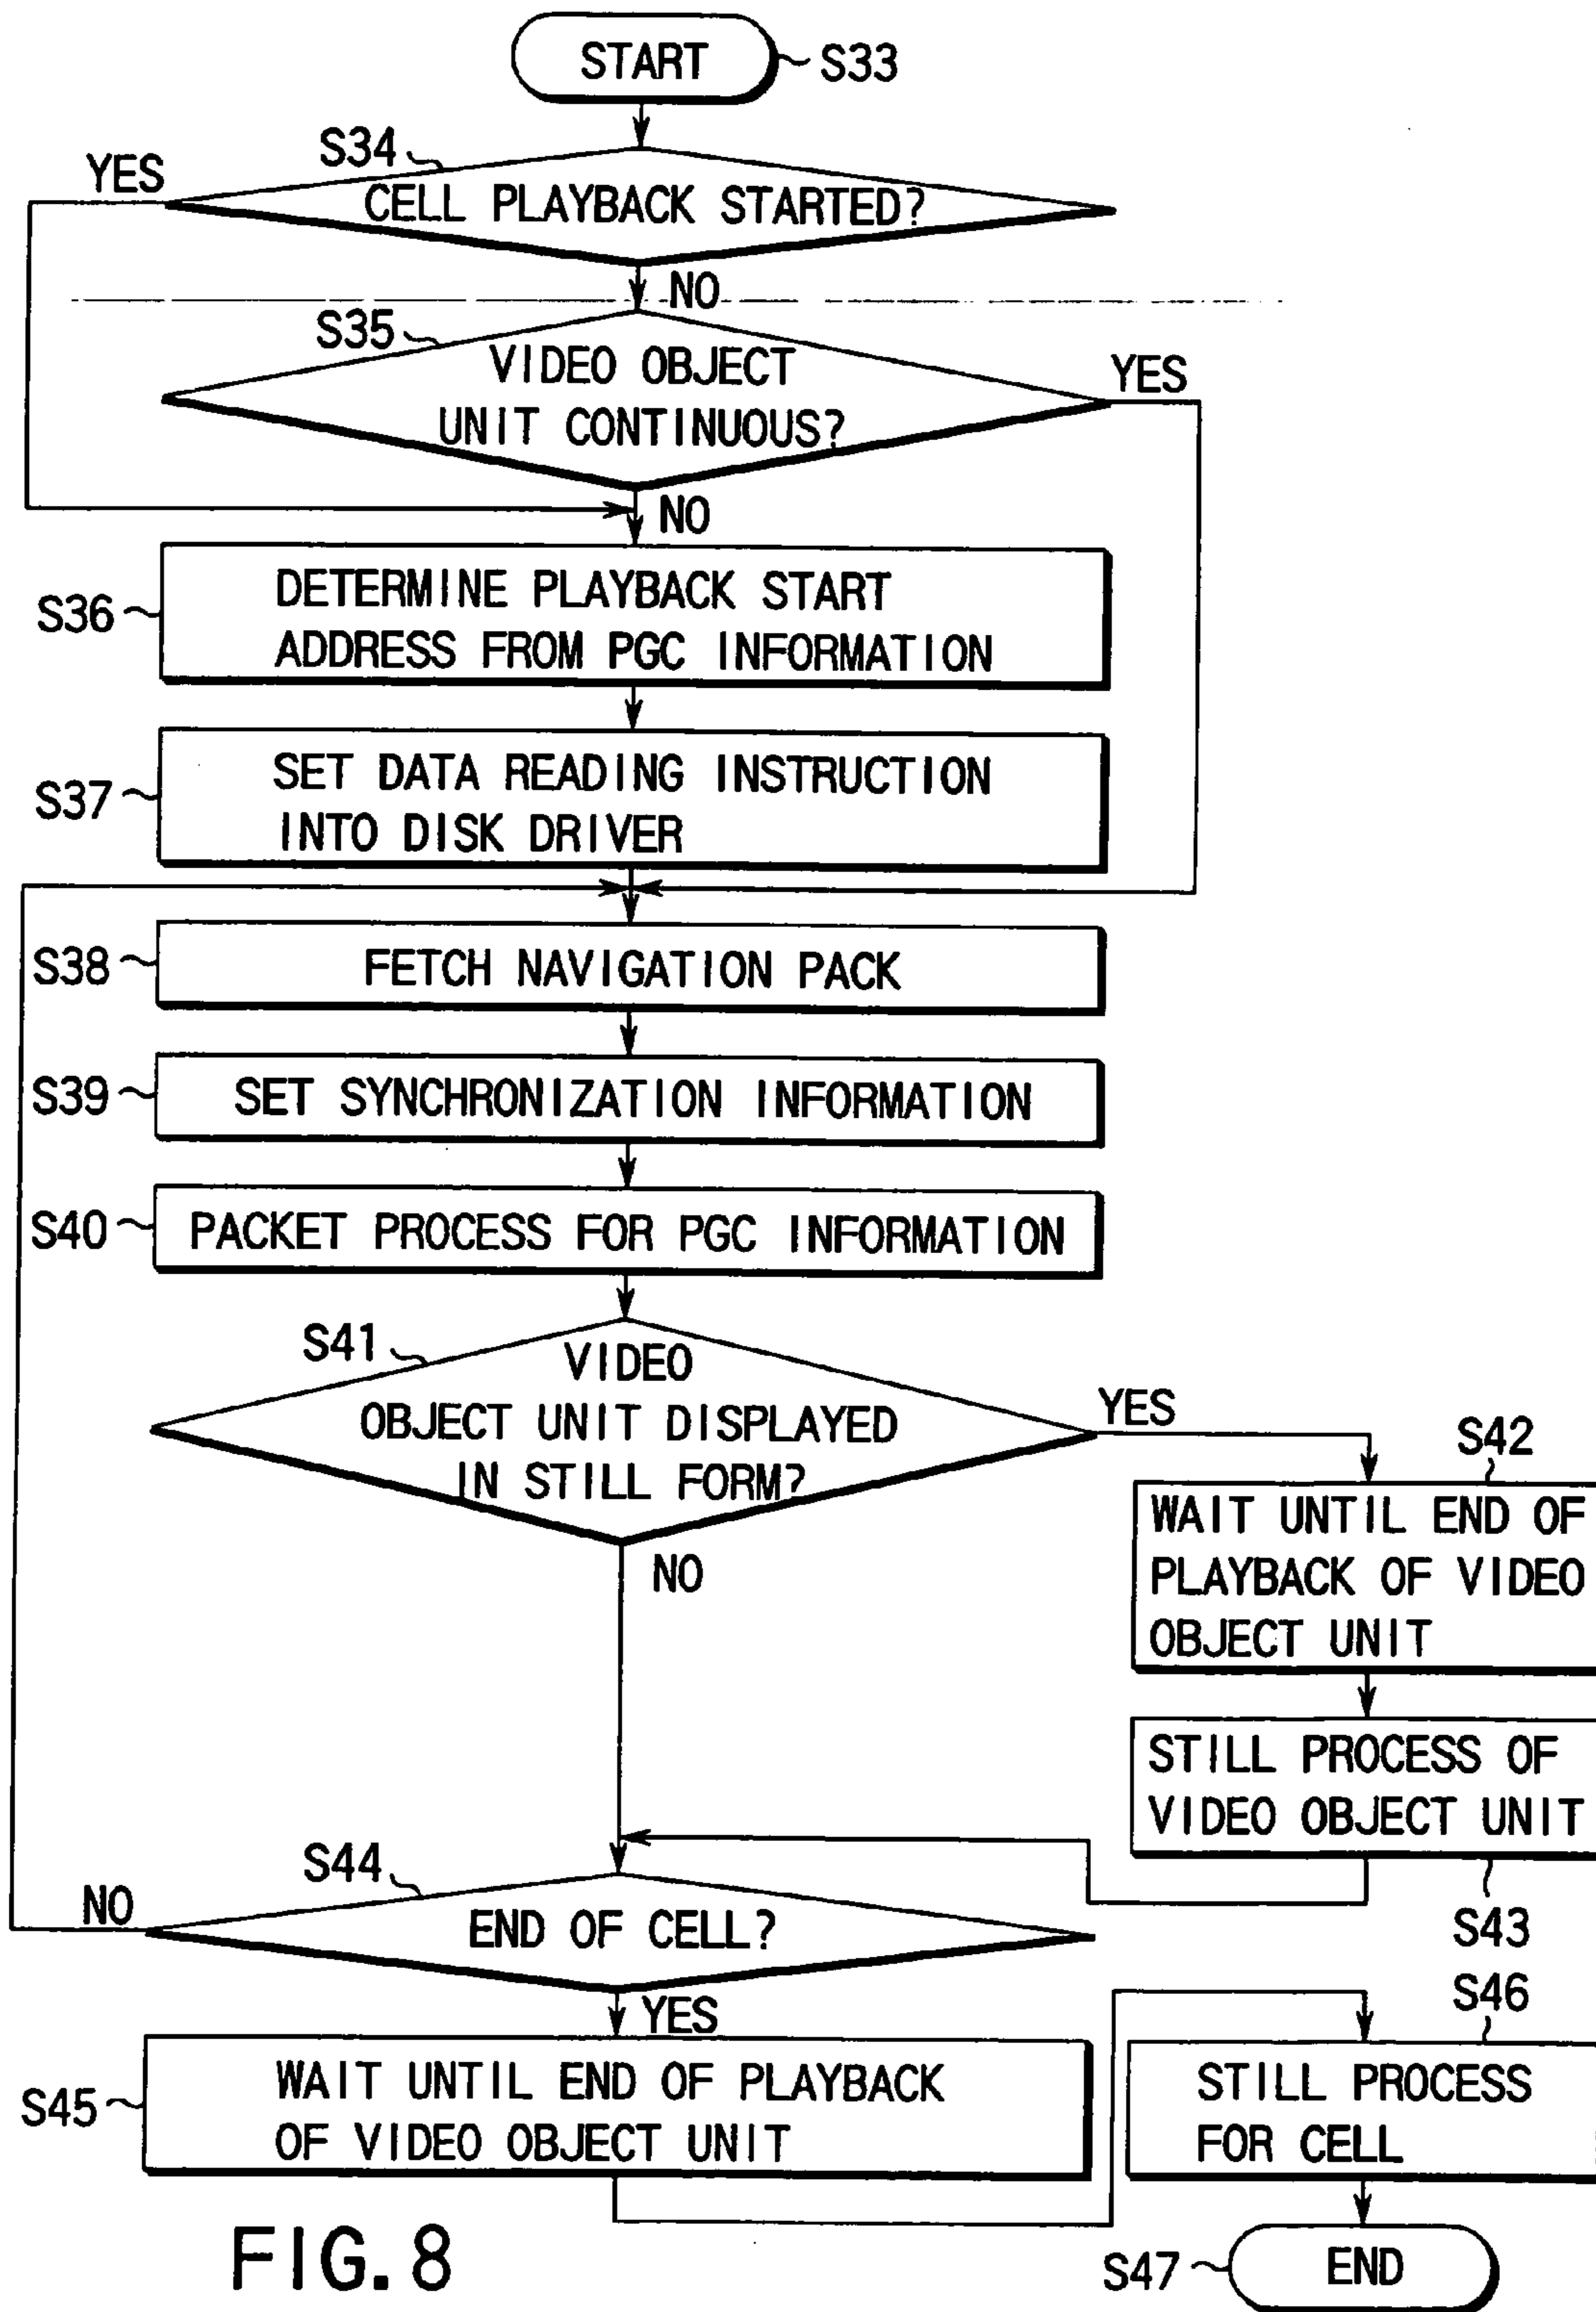 START
S33
S34
YES
CELL PLAYBACK STARTED?
NO
S35
VIDEO OBJECT
UNIT CONTINUOUS?
YES
NO
S36
DETERMINE PLAYBACK START
ADDRESS FROM PGC INFORMATION
S37
SET DATA READING INSTRUCTION
INTO DISK DRIVER
S38
FETCH NAVIGATION PACK
S39
SET SYNCHRONIZATION INFORMATION
S40
PACKET PROCESS FOR PGC INFORMATION
S41
VIDEO
OBJECT UNIT DISPLAYED
IN STILL FORM?
YES
NO
S42
WAIT UNTIL END OF
PLAYBACK OF VIDEO
OBJECT UNIT
STILL PROCESS OF
VIDEO OBJECT UNIT
S43
S44
NO
END OF CELL?
YES
S45
WAIT UNTIL END OF PLAYBACK
OF VIDEO OBJECT UNIT
S46
STILL PROCESS
FOR CELL
S47
END
FIG. 8